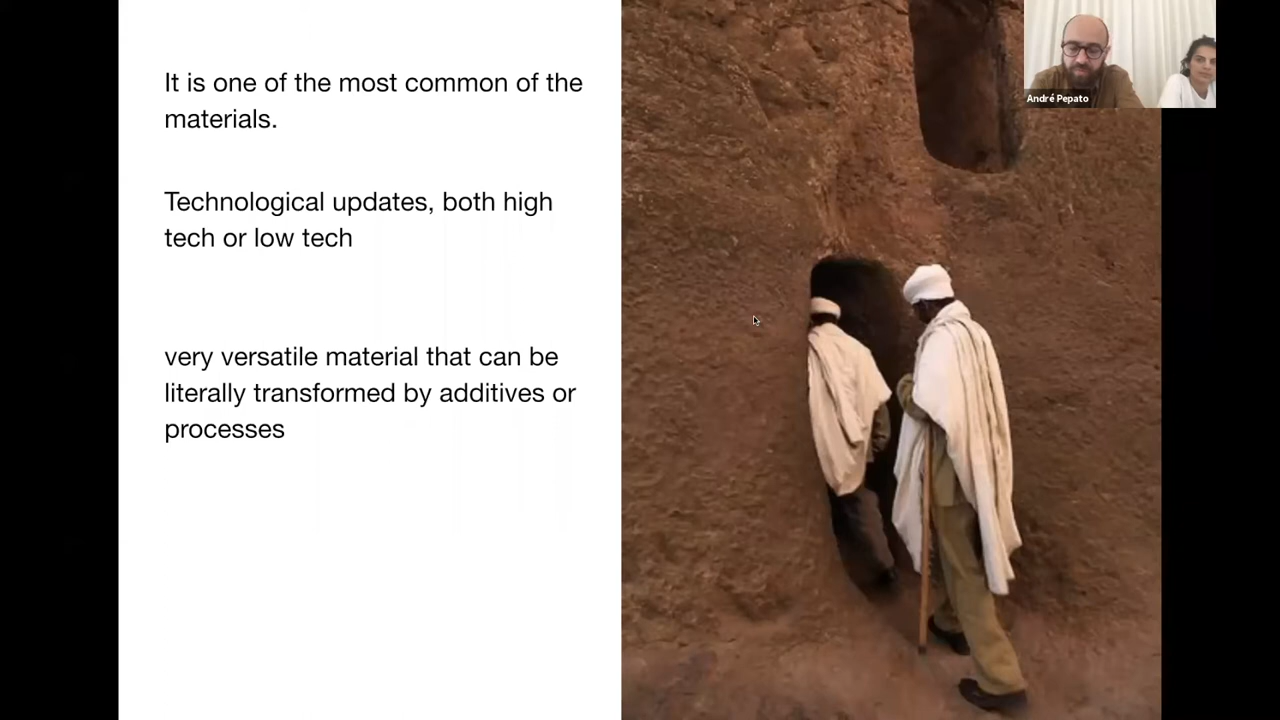 It is one of the most common of the
materials.
Technological updates, both high
tech or low tech
very versatile material that can be
literally transformed by additives or
processes
André Pepato